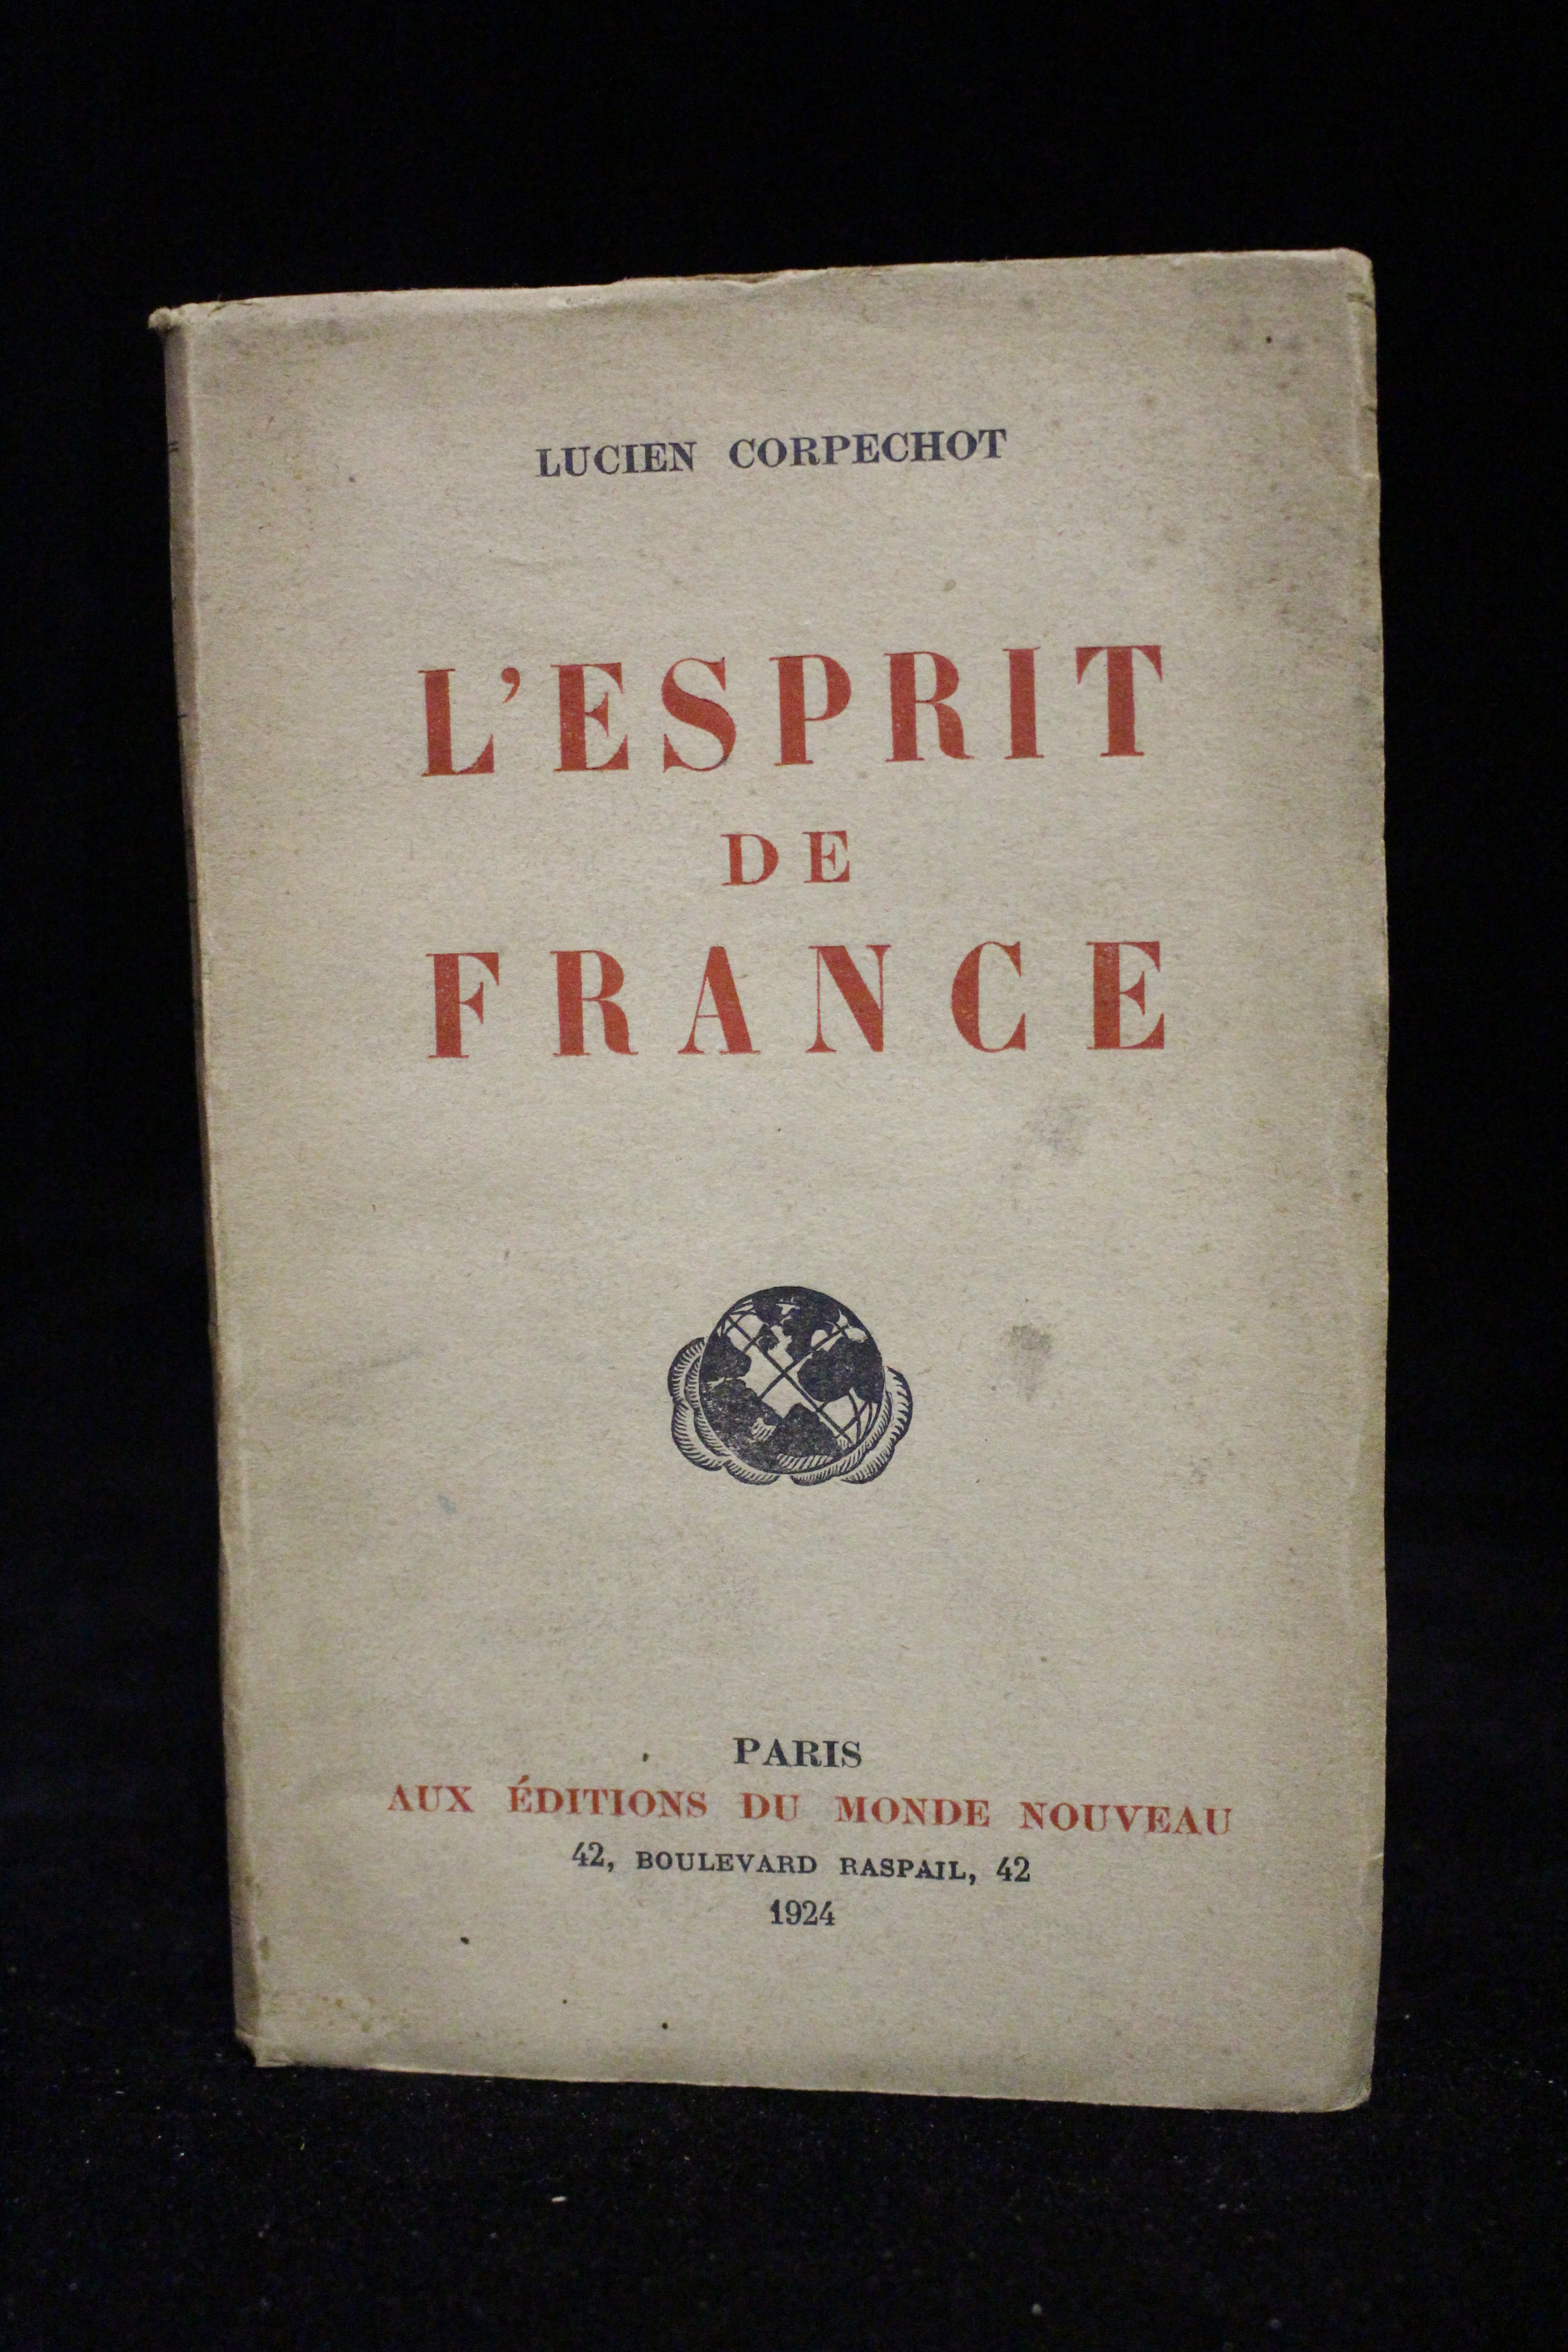 LUCIEN CORPECHOT
L'ESPRIT
DE
FRANCE
PARIS
AUX ÉDITIONS DU MONDE NOUVEAU
42, BOULEVARD RASPAIL, 42
1924